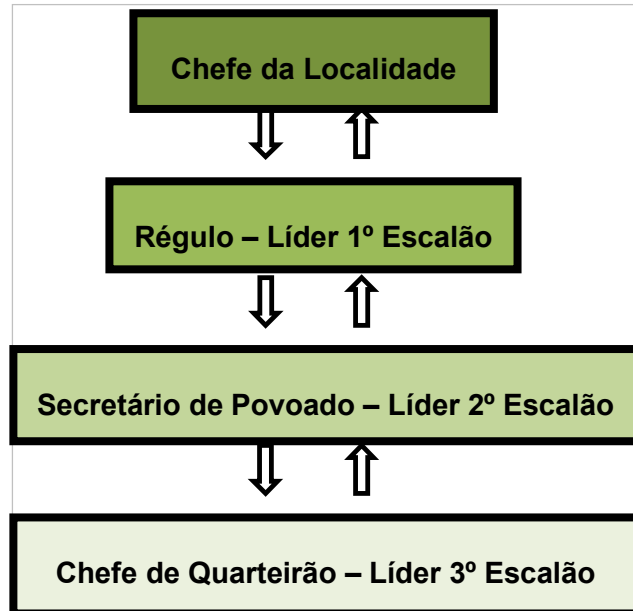 Chefe da Localidade
Régulo – Líder 1º Escalão
Secretário de Povoado – Líder 2º Escalão
Chefe de Quarteirão – Líder 3º Escalão